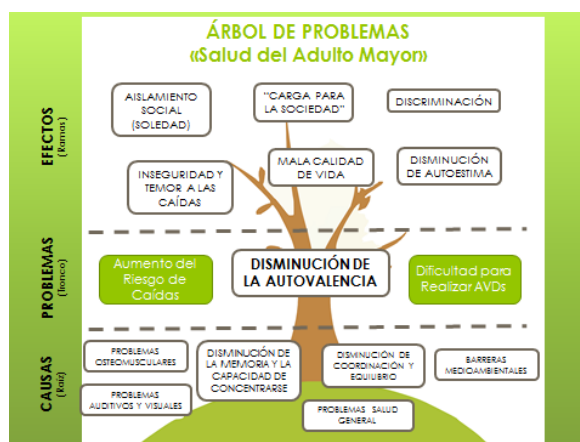 ÁRBOL DE PROBLEMAS
«Salud del Adulto Mayon»
EFECTOS
(Ramas)
AISLAMIENTO
SOCIAL
(SOLEDAD)
"CARGA PARA
LA SOCIEDAD"
DISCRIMINACIÓN
INSEGURIDAD Y
TEMOR A LAS
CAÍDAS
MALA CALIDAD
DE VIDA
DISMINUCIÓN
DE AUTOESTIMA
PROBLEMAS
(tronco)
Aumento del
Riesgo de
Caídas
DISMINUCIÓN DE
LA AUTOVALENCIA
Dificultad para
Realizar AVDs
CAUSAS
(Raíz)
PROBLEMAS
OSTEOMUSCULARES
DISMINUCIÓN DE
LA MEMORIA Y LA
CAPACIDAD DE
CONCENTRARSE
DISMINUCIÓN DE
COORDINACIÓN Y
EQUILIBRIO
BARRERAS
MEDIOAMBIENTALES
PROBLEMAS
AUDITIVOS Y VISUALES
PROBLEMAS SALUD
GENERAL